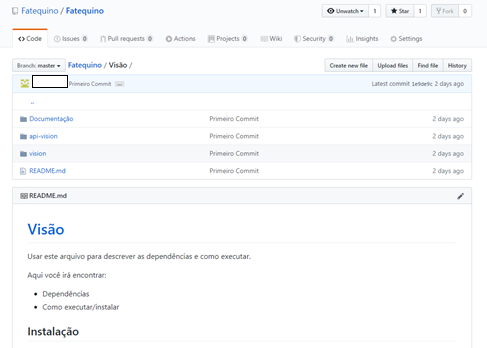 Fatequino / Fatequino
Unwatch 1 Star 1 Fork 0
Code Issues 0 Pull requests 0 Actions Projects 0 Wiki Security 0 Insights Settings
Branch: master Fatequino / Visão / Create new file Upload files Find file History
Primeiro Commit ... Latest commit 1e9de9c 2 days ago
..
Documentação Primeiro Commit 2 days ago
api-vision Primeiro Commit 2 days ago
vision Primeiro Commit 2 days ago
README.md Primeiro Commit 2 days ago
README.md
Visão
Usar este arquivo para descrever as dependências e como executar.
Aqui você irá encontrar:
• Dependências
• Como executar/instalar
Instalação